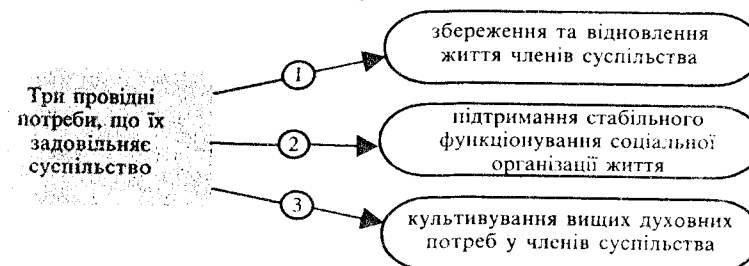 Три провідні
потреби, що їх
задовільняє
суспільство
1
збереження та відновлення
життя членів суспільства
2
підтримання стабільного
функціонування соціальної
організації життя
3
культивування вищих духовних
потреб у членів суспільства